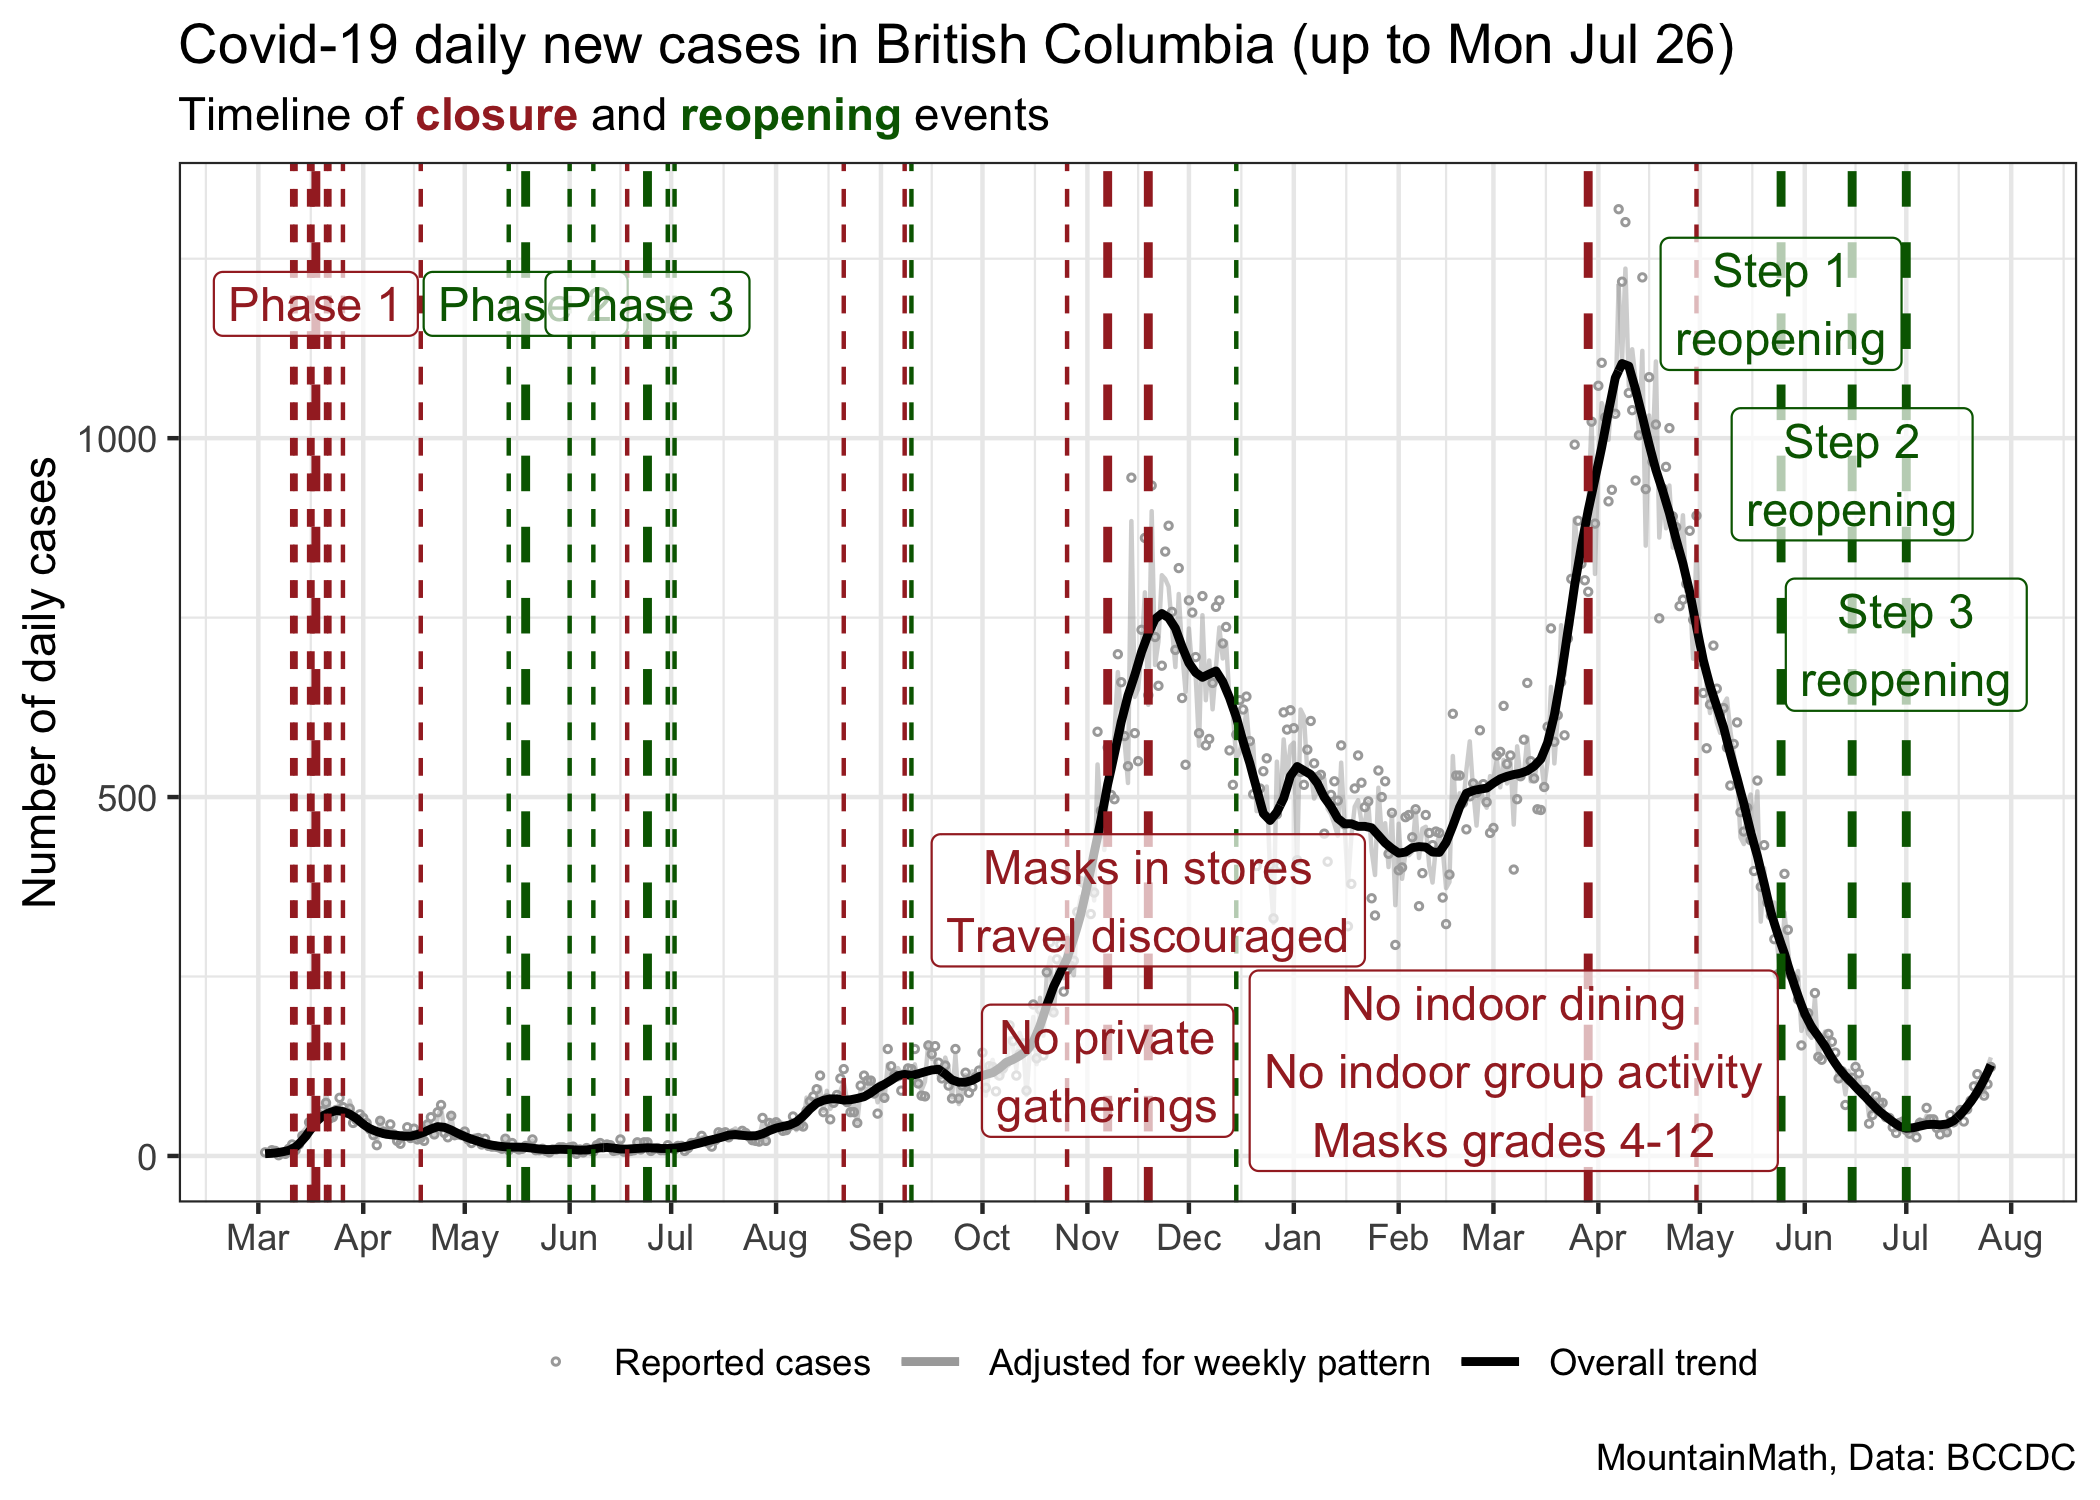 Covid-19 daily new cases in British Columbia (up to Mon Jul 26)
Timeline of closure and reopening events
Number of daily cases
1000
500
0
Phase 1
Phase 2
Phase 3
Step 1
reopening
Step 2
reopening
Step 3
reopening
Masks in stores
Travel discouraged
No private
gatherings
No indoor dining
No indoor group activity
Masks grades 4-12
Mar Apr May Jun Jul Aug Sep Oct Nov Dec Jan Feb Mar Apr May Jun Jul Aug
Reported cases Adjusted for weekly pattern Overall trend
MountainMath, Data: BCCDC